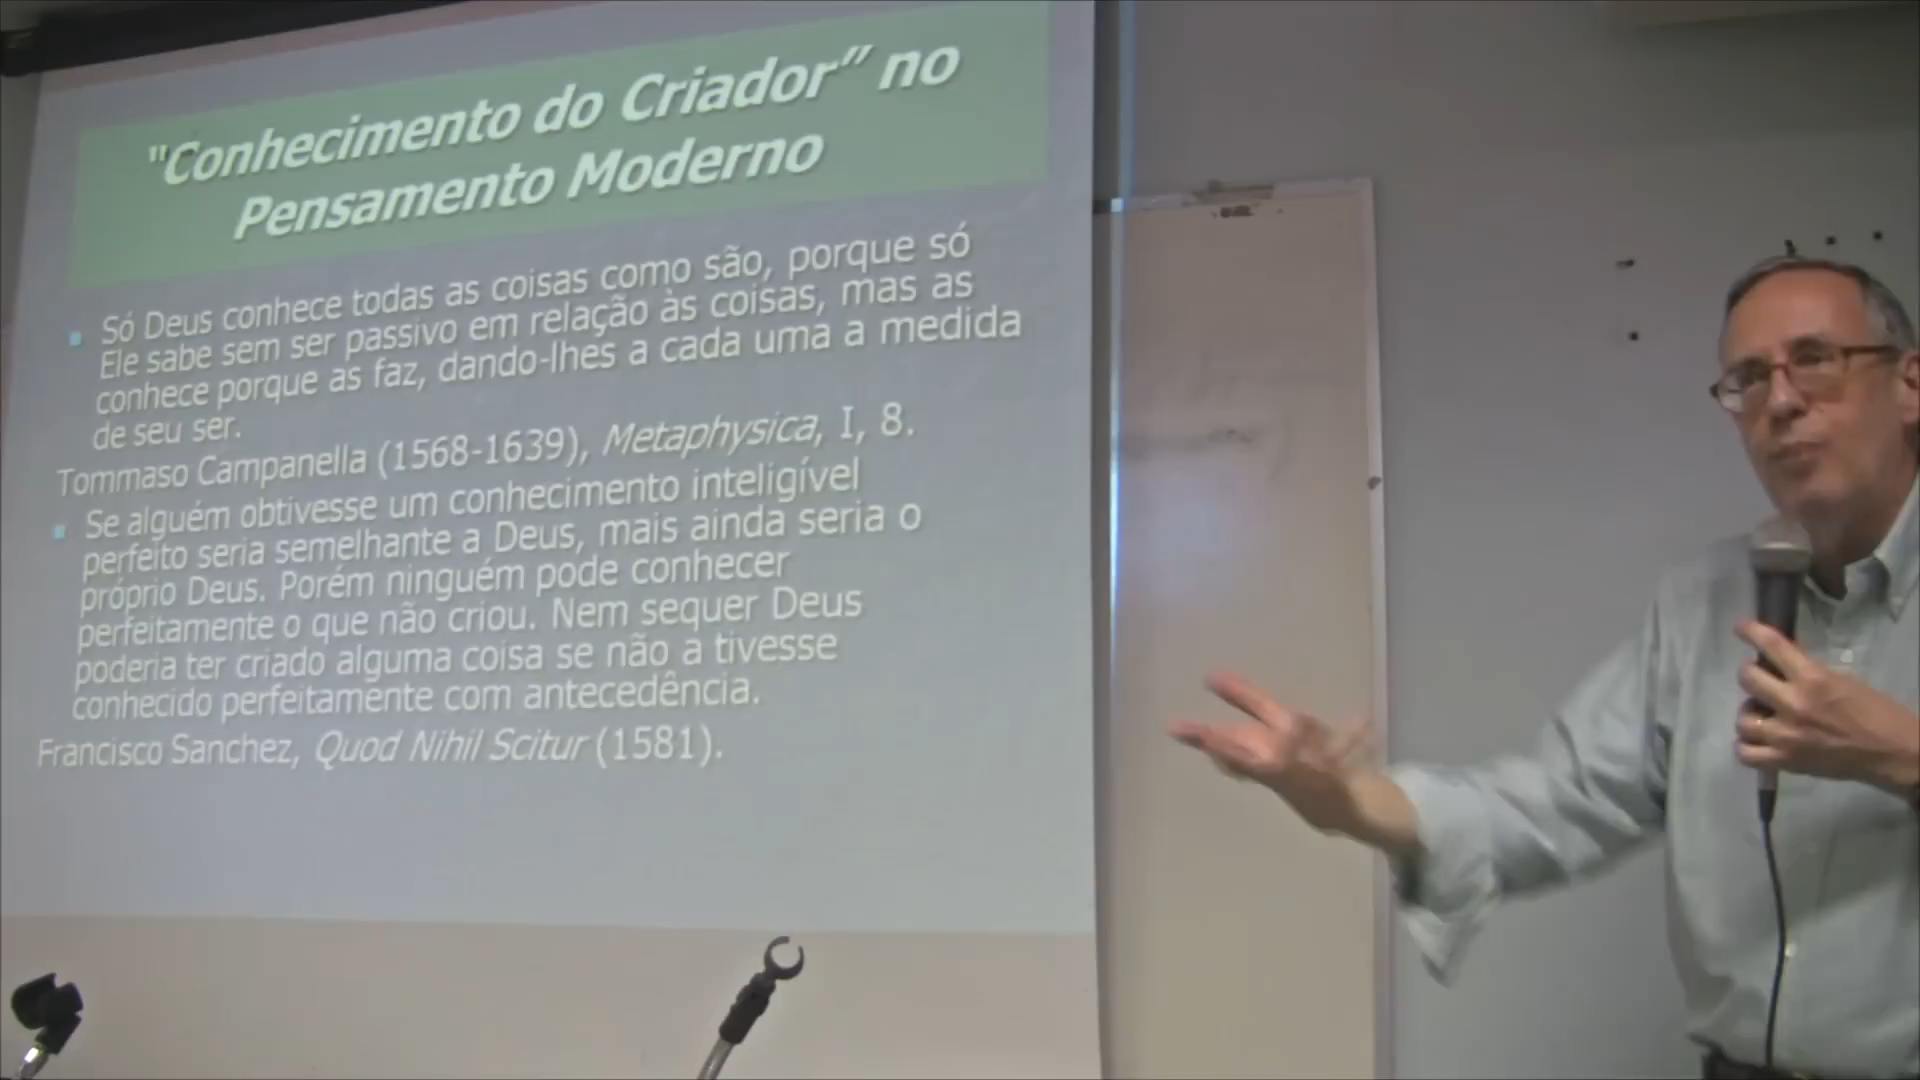 "Conhecimento do Criador” no
Pensamento Moderno
Só Deus conhece todas as coisas como são, porque só
Ele sabe sem ser passivo em relação às coisas, mas as
conhece porque as faz, dando-lhes a cada uma a medida
de seu ser.
Tommaso Campanella (1568-1639), Metaphysica, I, 8.
Se alguém obtivesse um conhecimento inteligível
perfeito seria semelhante a Deus, mais ainda seria o
próprio Deus. Porém ninguém pode conhecer
perfeitamente o que não criou. Nem sequer Deus
poderia ter criado alguma coisa se não a tivesse
conhecido perfeitamente com antecedência.
Francisco Sanchez, Quod Nihil Scitur (1581).